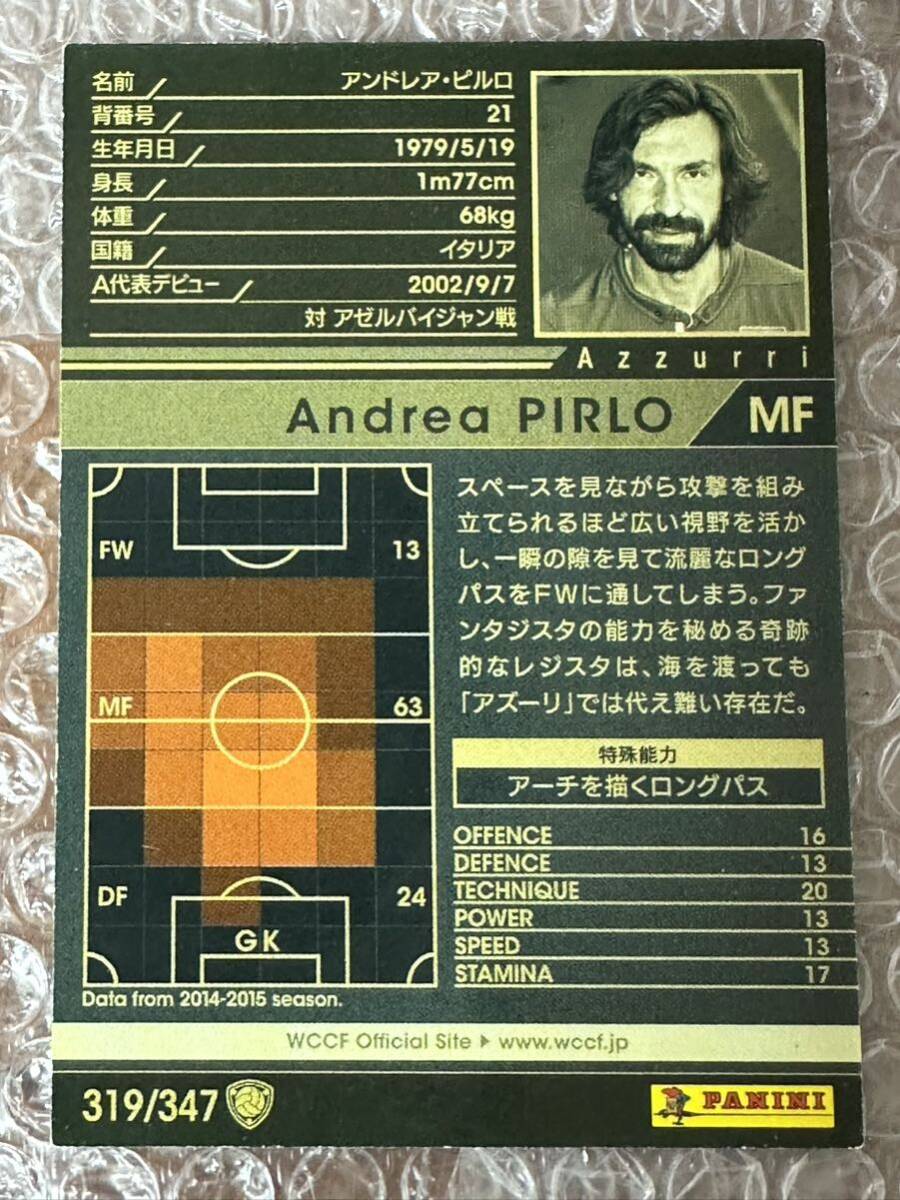 名前 アンドレア・ピルロ
背番号 21
生年月日 1979/5/19
身長 1m77cm
体重 68kg
国籍 イタリア
A代表デビュー 2002/9/7
対 アゼルバイジャン戦
Azzurri
Andrea PIRLO MF
FW 13
MF 63
DF 24
GK
Data from 2014-2015 season.
スペースを見ながら攻撃を組み
立てられるほど広い視野を活か
し、一瞬の隙を見て流麗なロング
パスをFWに通してしまう。ファ
ンタジスタの能力を秘める奇跡
的なレジスタは、海を渡っても
「アズーリ」では代え難い存在だ。
特殊能力
アーチを描くロングパス
OFFENCE 16
DEFENCE 13
TECHNIQUE 20
POWER 13
SPEED 13
STAMINA 17
WCCF Official Site ▶ www.wccf.jp
319/347
PANINI